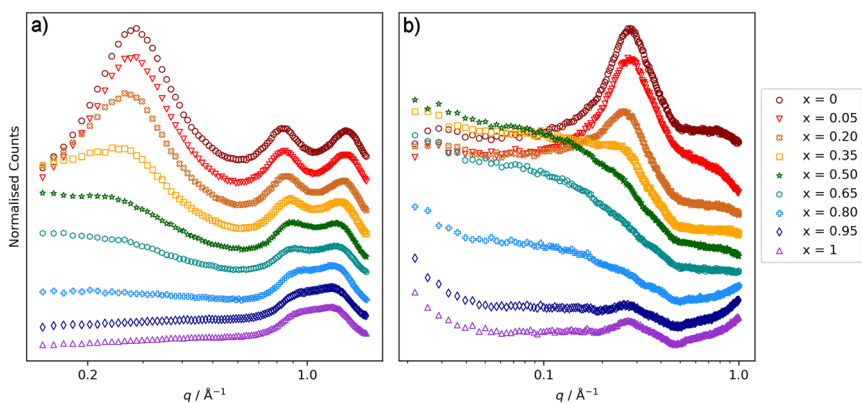 a)
b)
Normalised Counts
0.2
1.0
q / Å⁻¹
0.1
1.0
q / Å⁻¹
x = 0
x = 0.05
x = 0.20
x = 0.35
x = 0.50
x = 0.65
x = 0.80
x = 0.95
x = 1